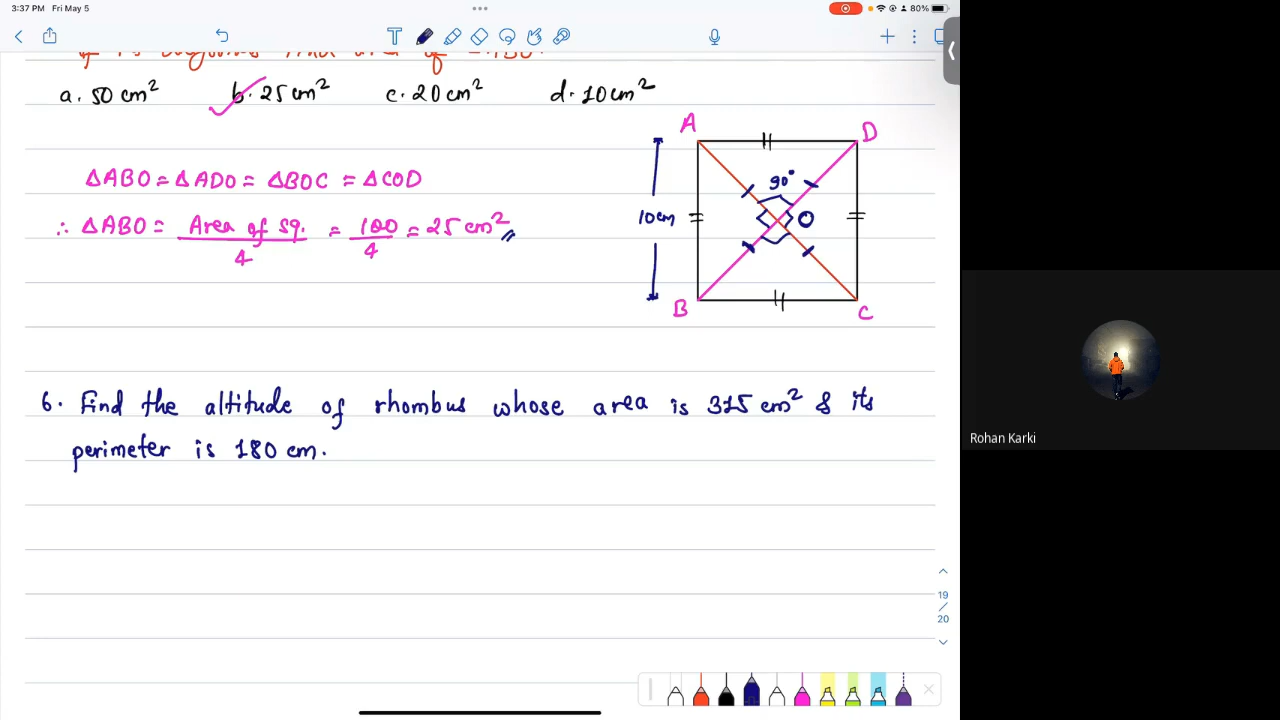 3:37 PM Fri May 5
80%
a. 50 cm² b. 25 cm² c. 20 cm² d. 10 cm²
A
D
ΔABO = ΔADO = ΔBOC = ΔCOD
90°
10cm
O
∴ ΔABO = Area of sq. / 4 = 100 / 4 = 25 cm²
B
C
6. Find the altitude of rhombus whose area is 315 cm² & its
perimeter is 180 cm.
Rohan Karki
19
/
20